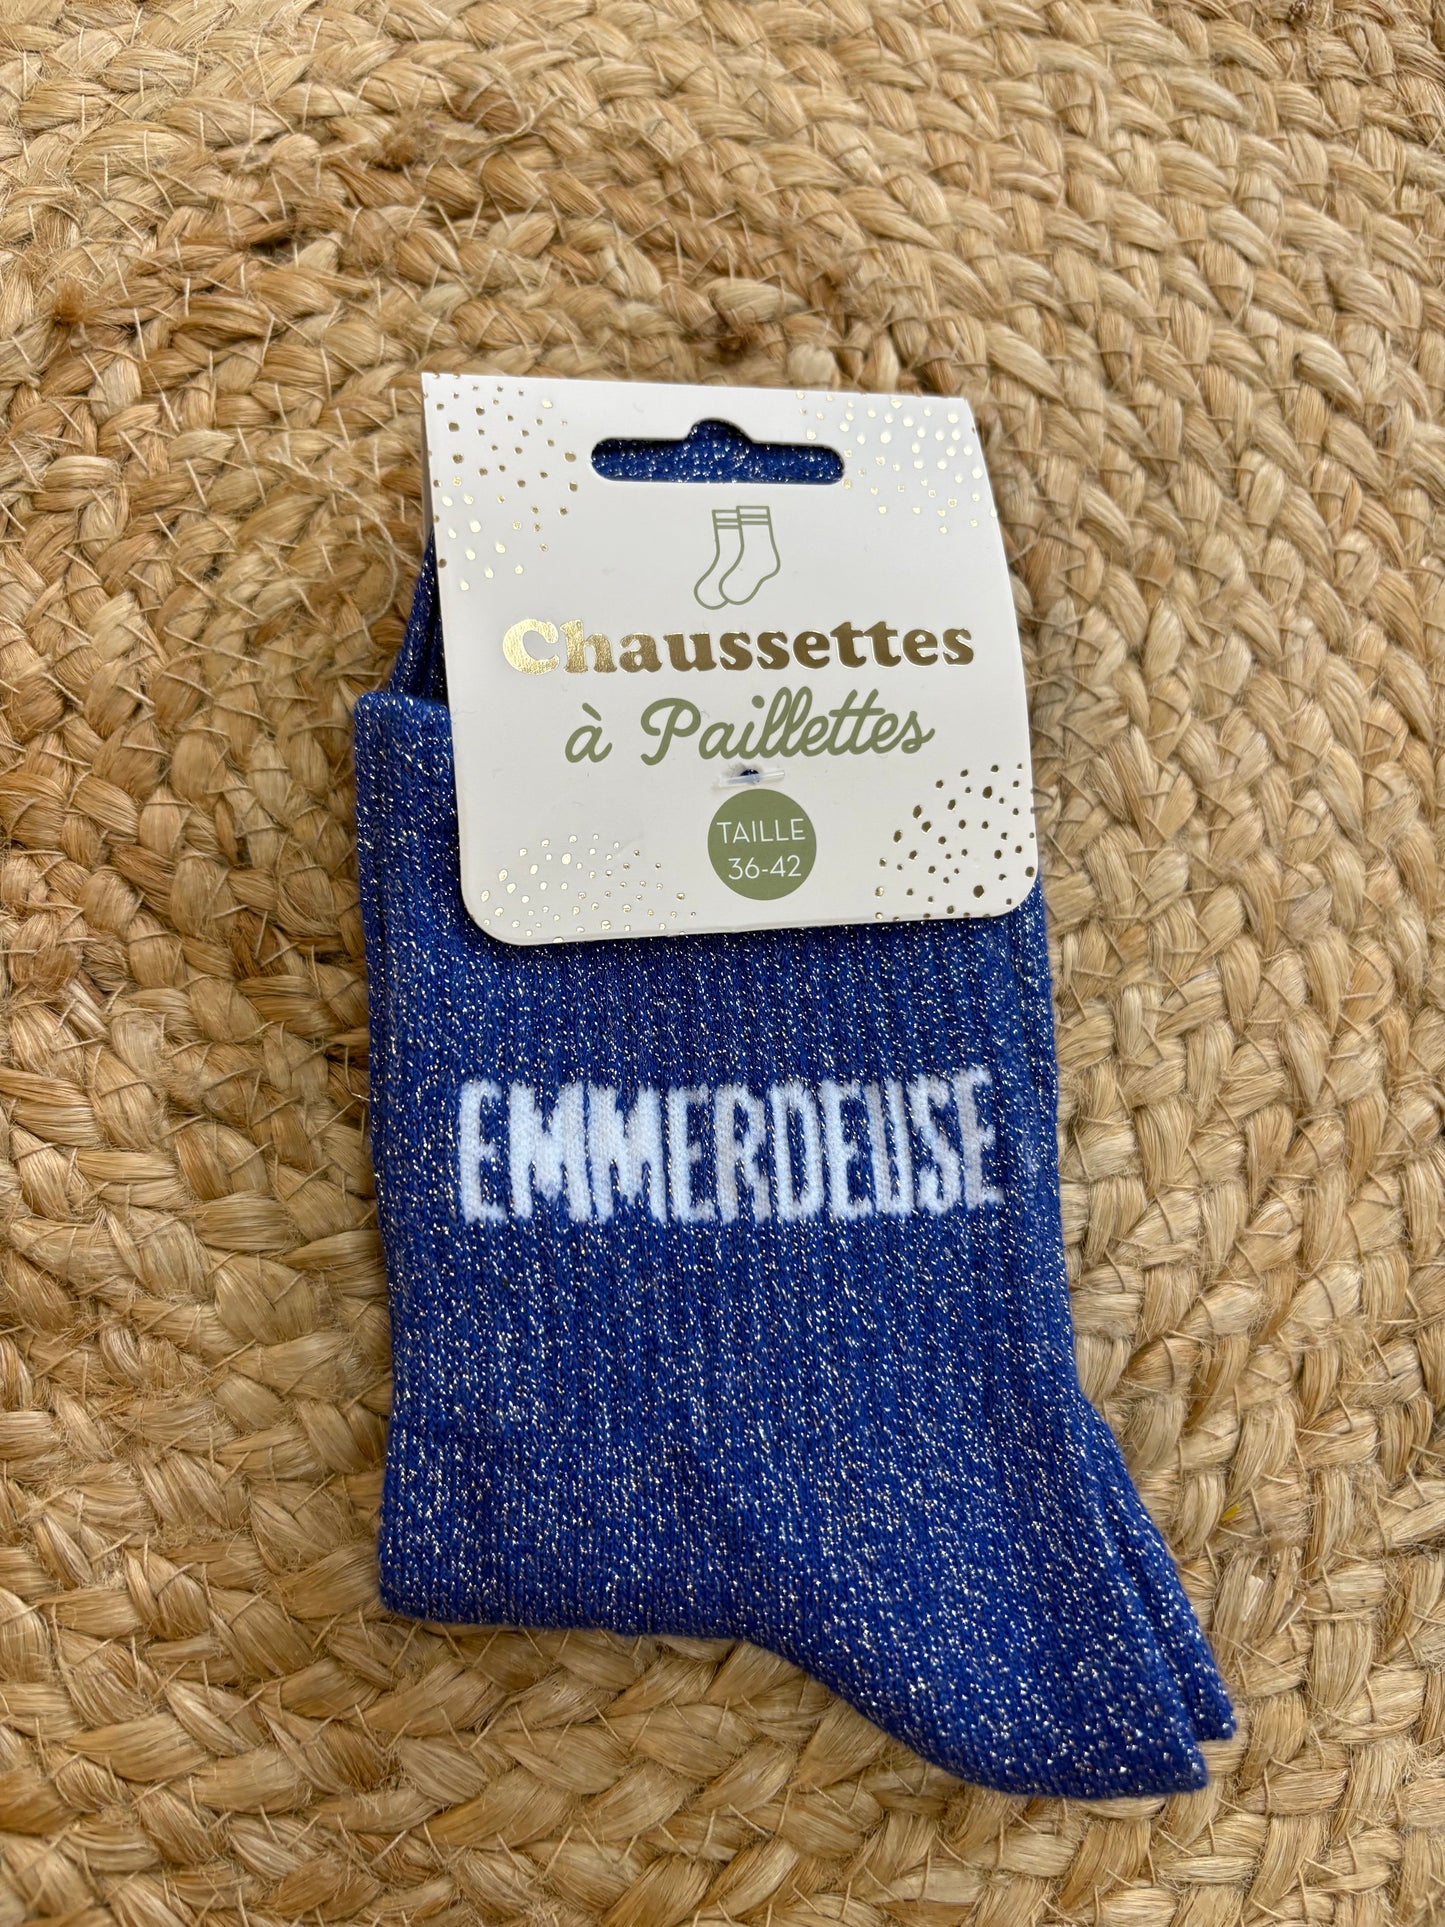 Chaussettes
à Paillettes
TAILLE
36-42
EMMERDEUSE